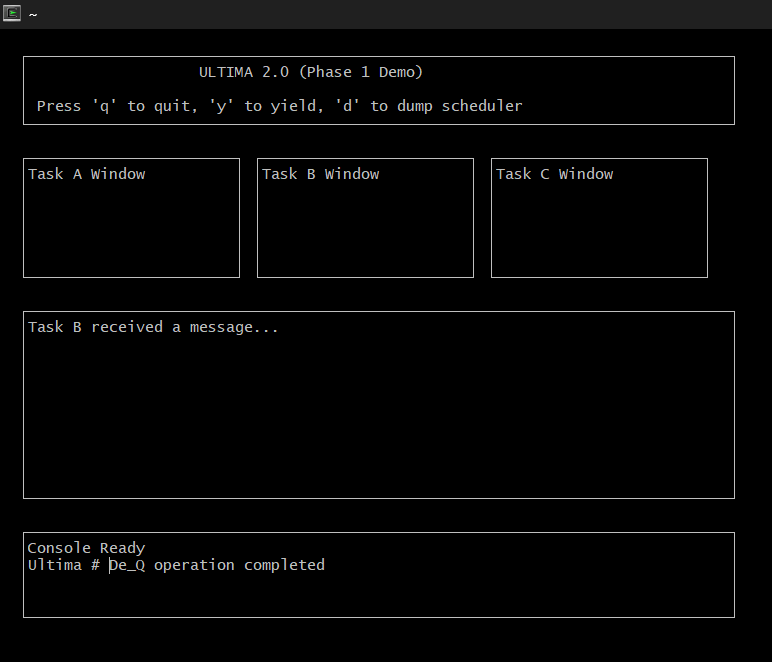 ~
ULTIMA 2.0 (Phase 1 Demo)
Press 'q' to quit, 'y' to yield, 'd' to dump scheduler
Task A Window
Task B Window
Task C Window
Task B received a message...
Console Ready
Ultima # De_Q operation completed